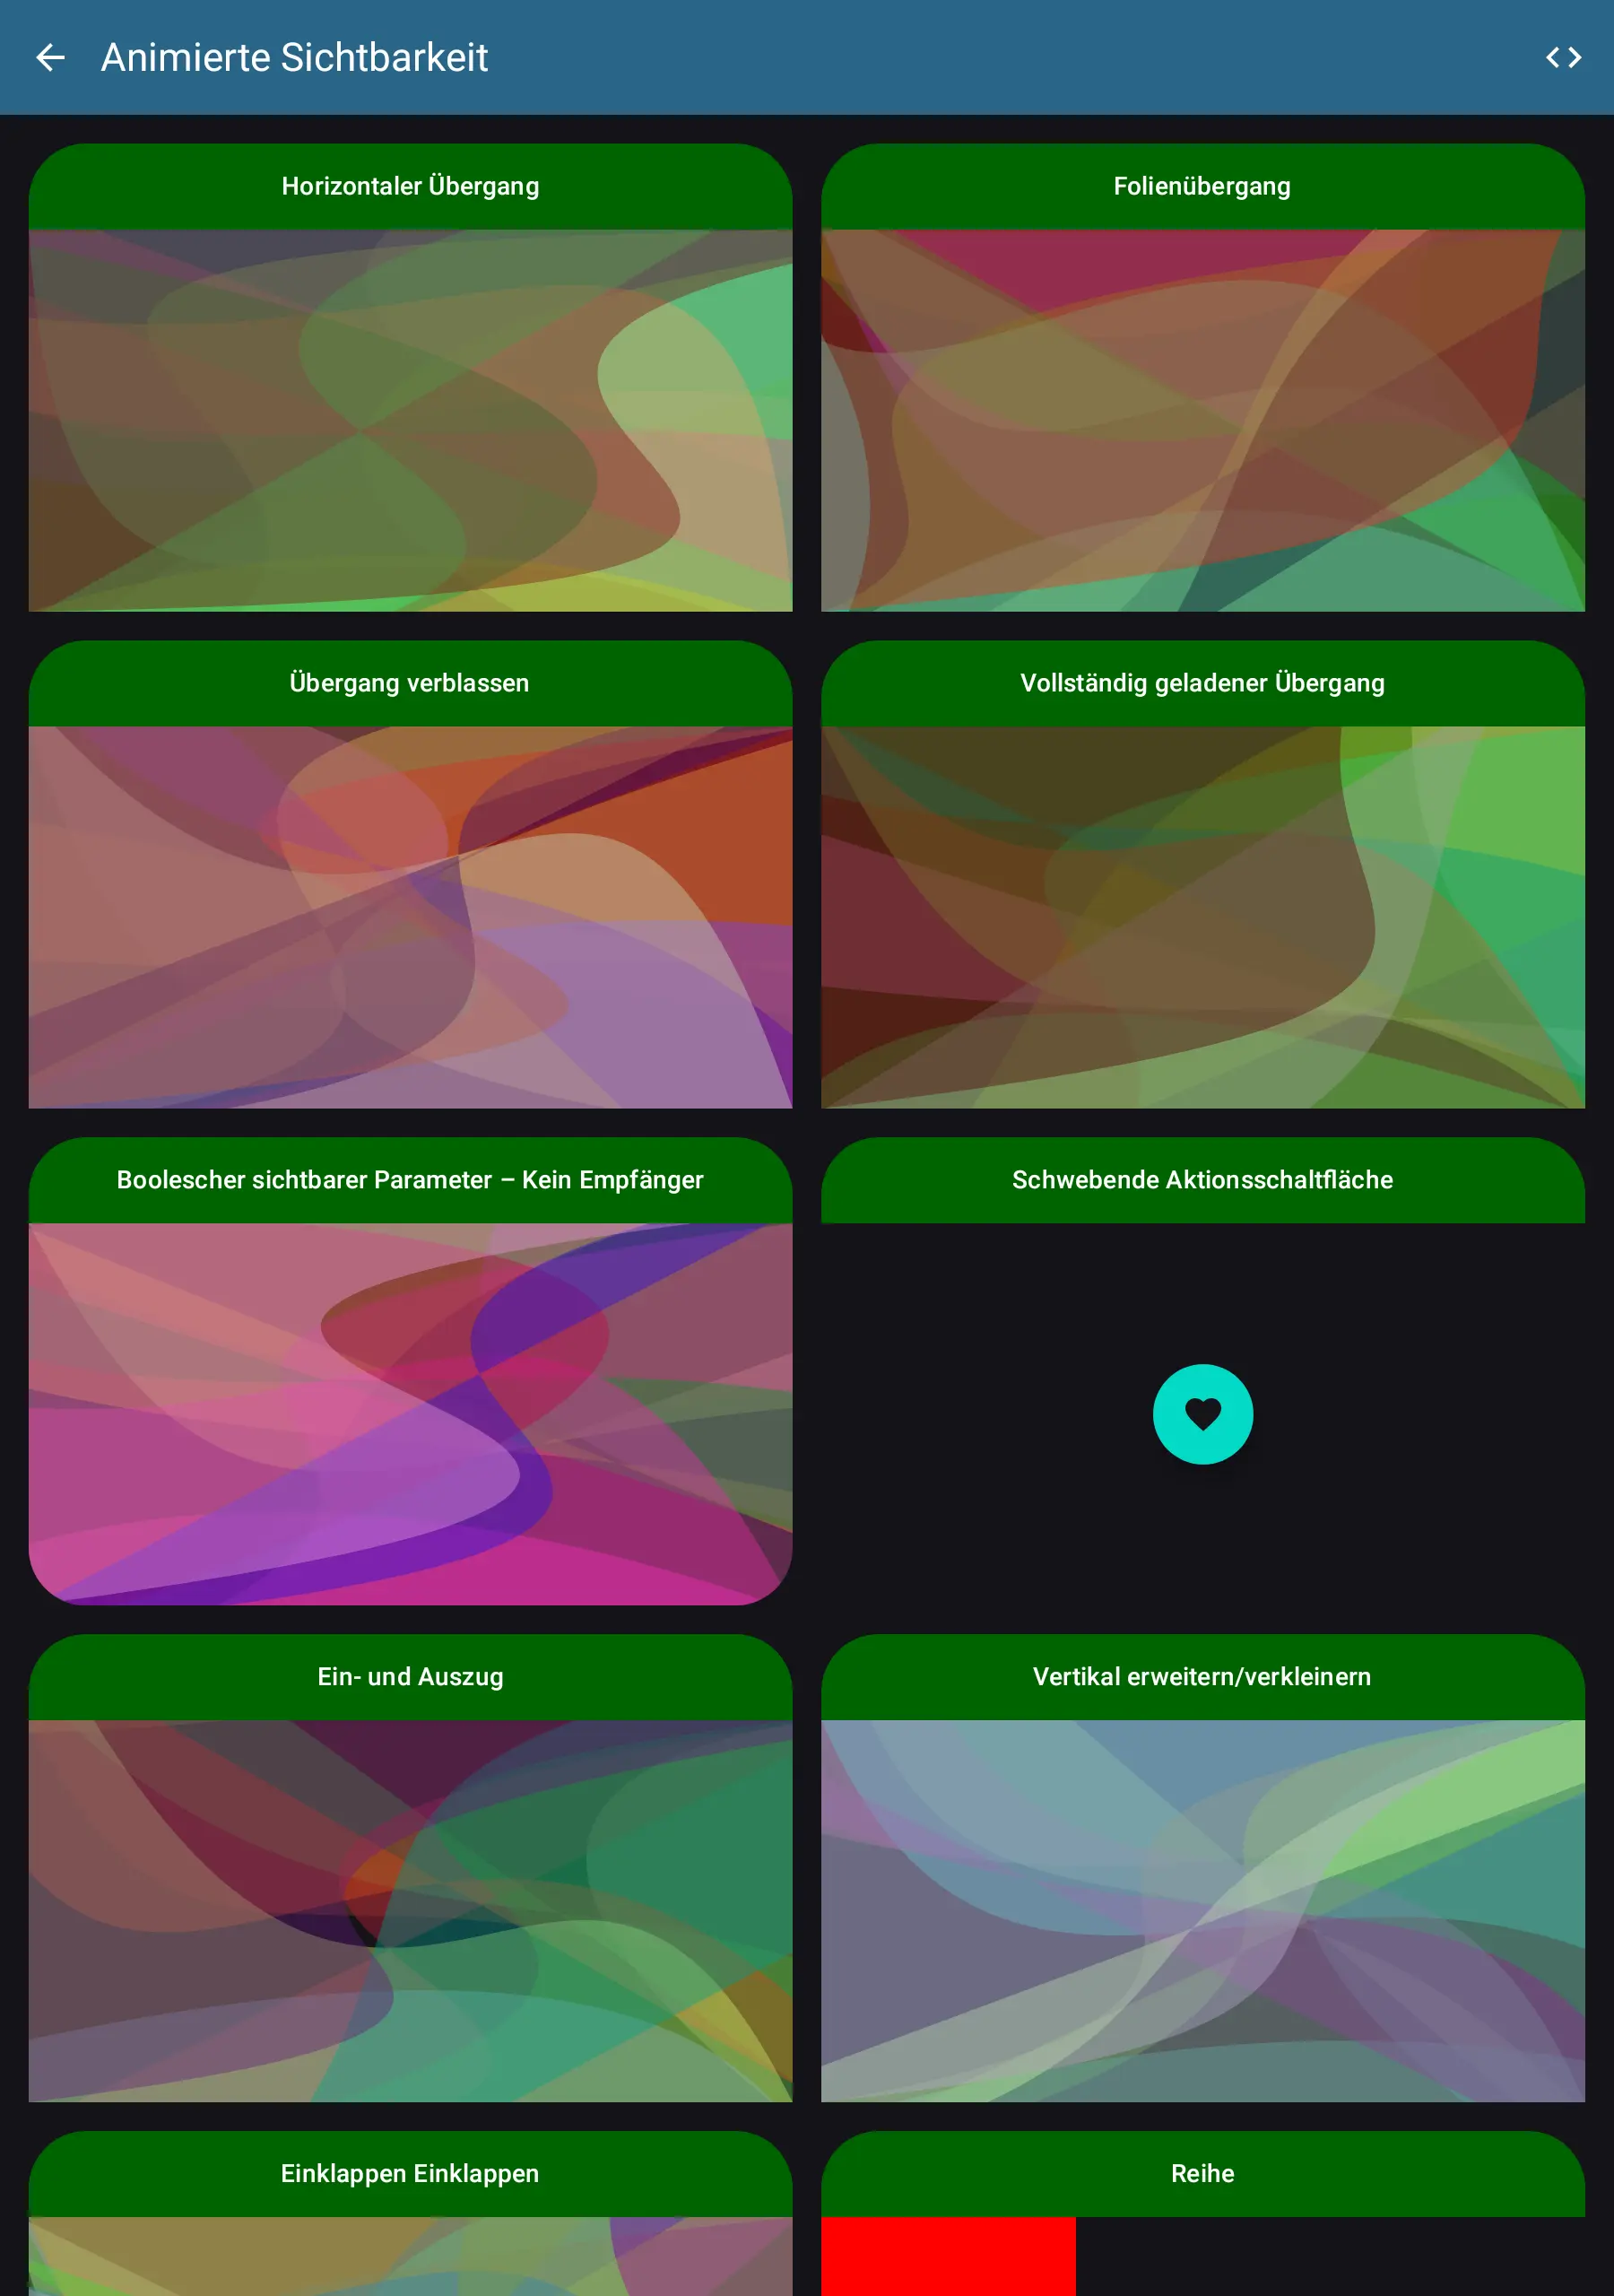 Animierte Sichtbarkeit
Horizontaler Übergang
Folienübergang
Übergang verblassen
Vollständig geladener Übergang
Boolescher sichtbarer Parameter – Kein Empfänger
Schwebende Aktionsschaltfläche
Ein- und Auszug
Vertikal erweitern/verkleinern
Einklappen Einklappen
Reihe